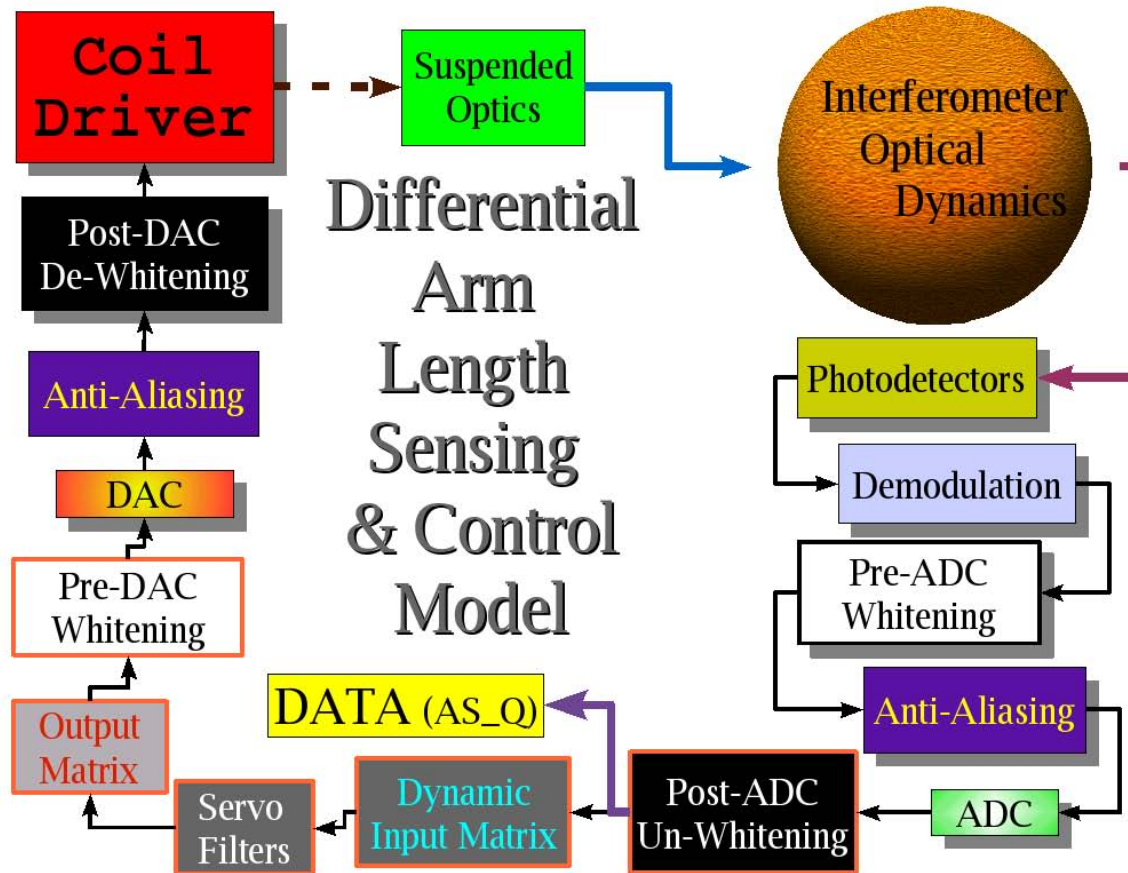 Coil
Driver
Suspended
Optics
Interferometer
Optical
Dynamics
Differential
Arm
Length
Sensing
& Control
Model
Post-DAC
De-Whitening
Anti-Aliasing
DAC
Pre-DAC
Whitening
Output
Matrix
Photodetectors
Demodulation
Pre-ADC
Whitening
Anti-Aliasing
ADC
DATA (AS_Q)
Servo
Filters
Dynamic
Input Matrix
Post-ADC
Un-Whitening